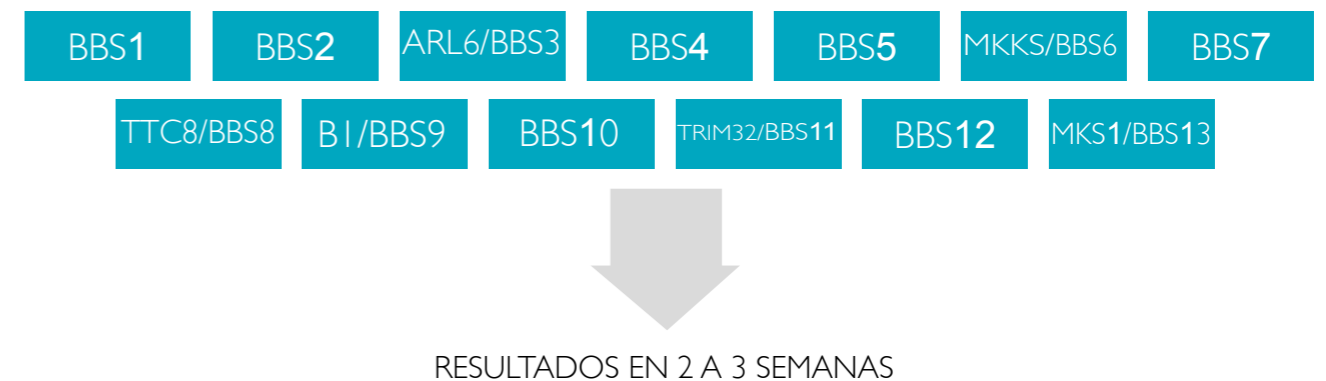 BBS1 BBS2 ARL6/BBS3 BBS4 BBS5 MKKS/BBS6 BBS7
TTC8/BBS8 B1/BBS9 BBS10 TRIM32/BBS11 BBS12 MKS1/BBS13
RESULTADOS EN 2 A 3 SEMANAS